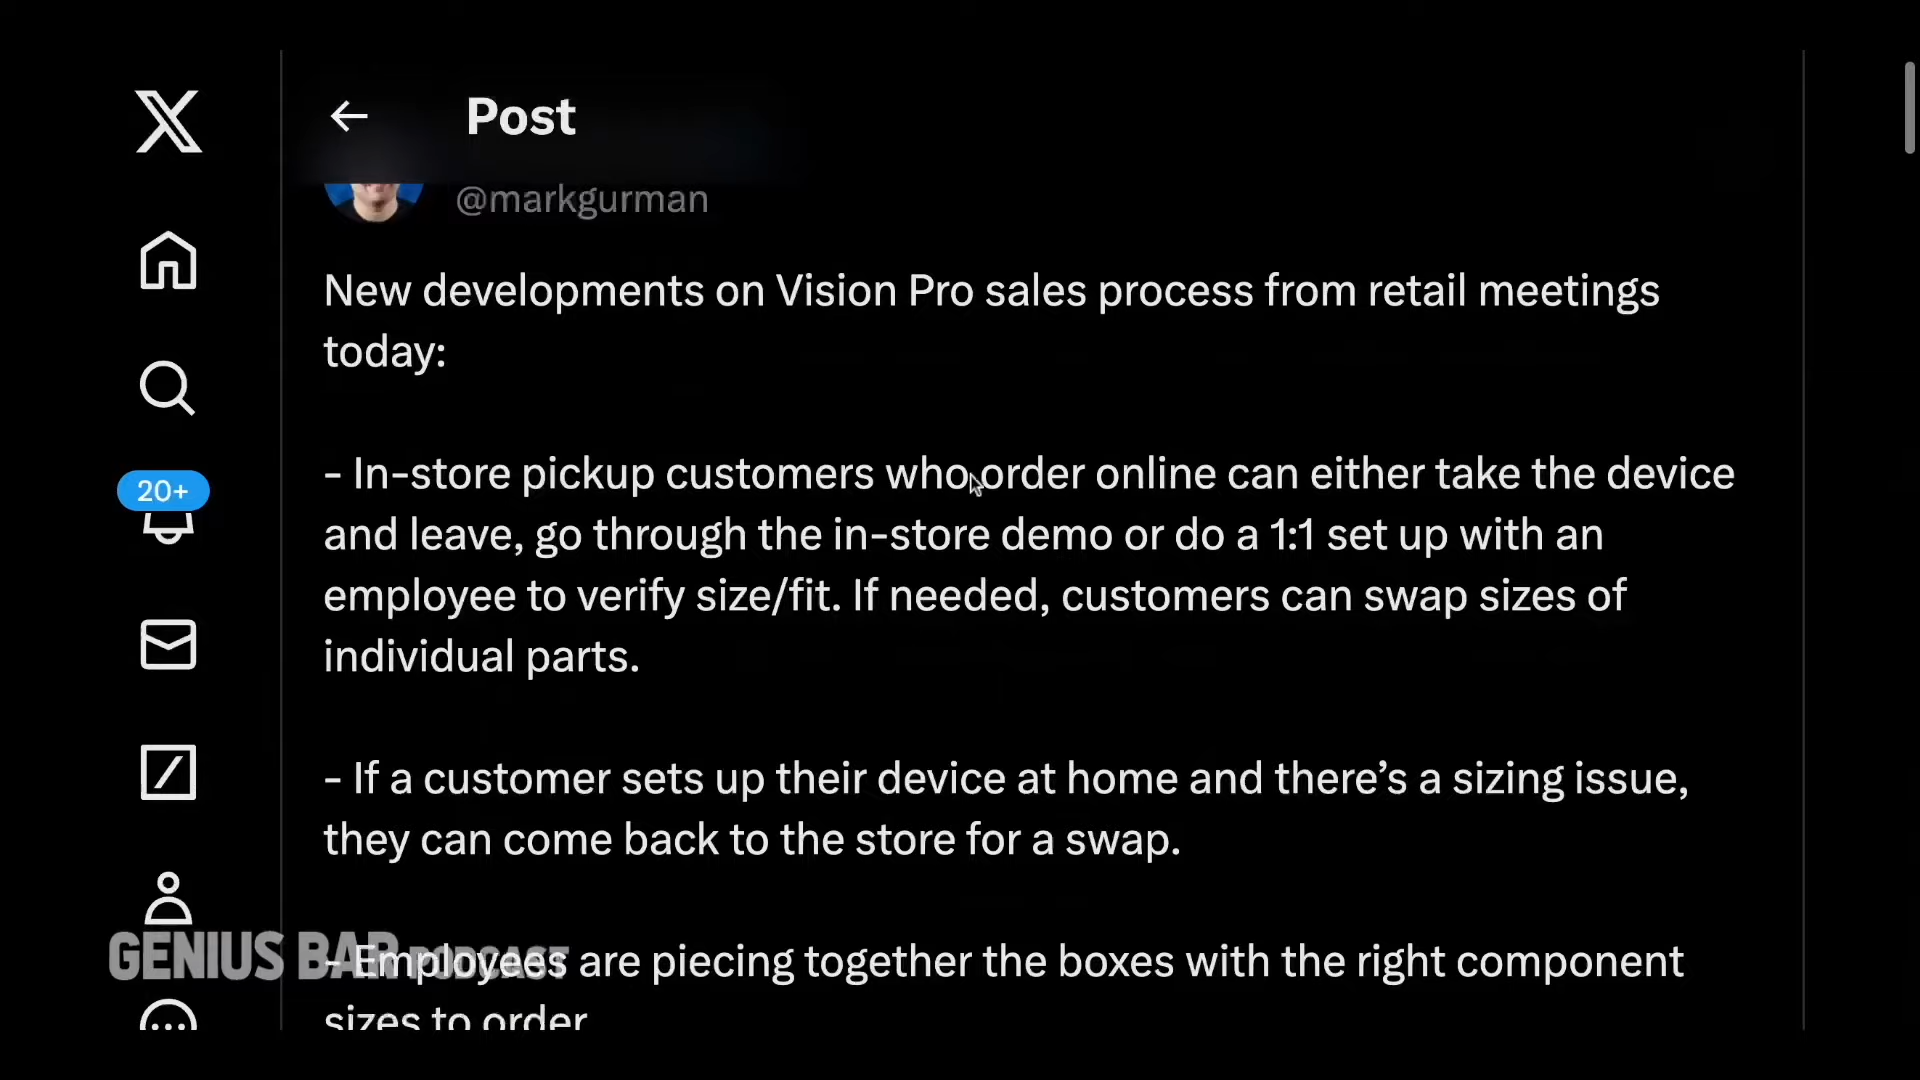 Post
@markgurman
New developments on Vision Pro sales process from retail meetings
today:
- In-store pickup customers who order online can either take the device
and leave, go through the in-store demo or do a 1:1 set up with an
employee to verify size/fit. If needed, customers can swap sizes of
individual parts.
- If a customer sets up their device at home and there’s a sizing issue,
they can come back to the store for a swap.
- Employees are piecing together the boxes with the right component
sizes to order
20+
GENIUS BAR PODCAST